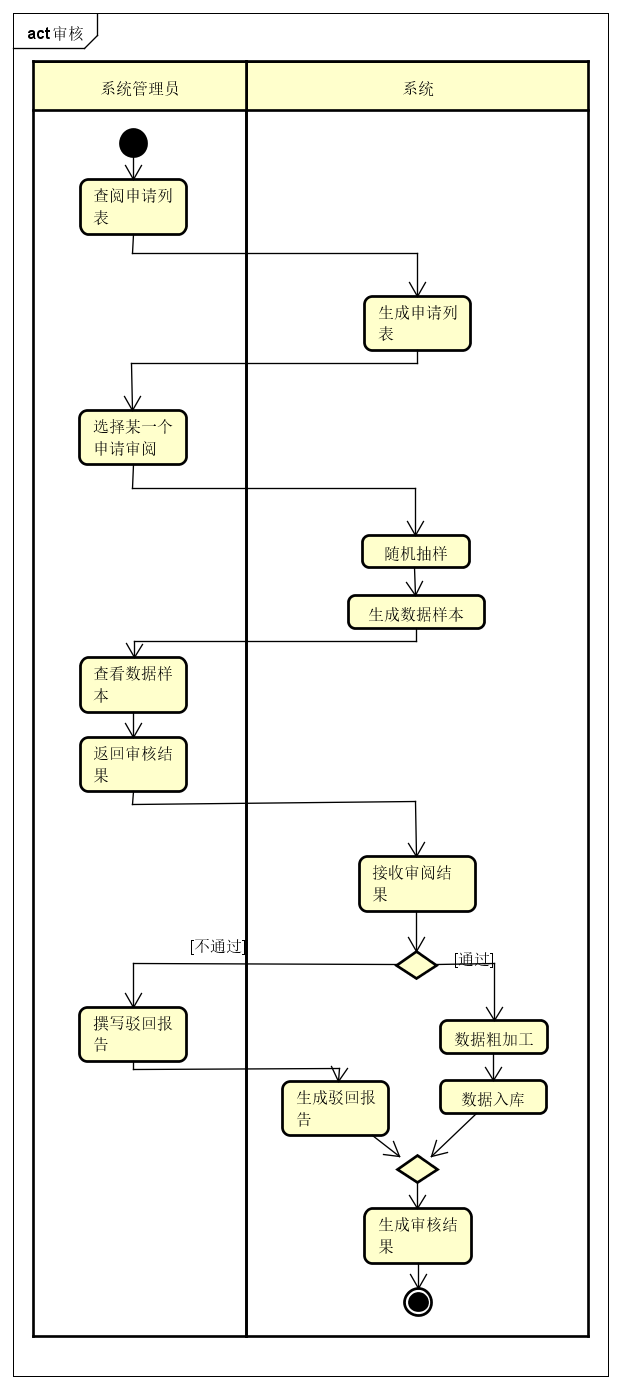 act 审核
系统管理员
系统
查阅申请列
表
生成申请列
表
选择某一个
申请审阅
随机抽样
生成数据样本
查看数据样
本
返回审核结
果
接收审阅结
果
[不通过]
[通过]
撰写驳回报
告
数据粗加工
生成驳回报
告
数据入库
生成审核结
果